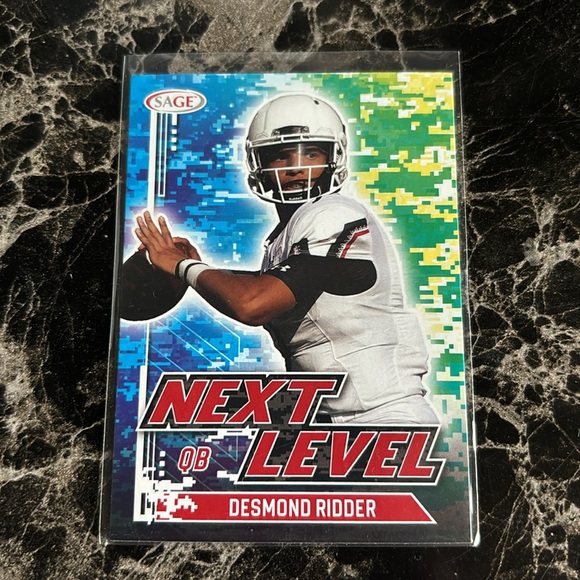 SAGE
NEXT
QB LEVEL
DESMOND RIDDER